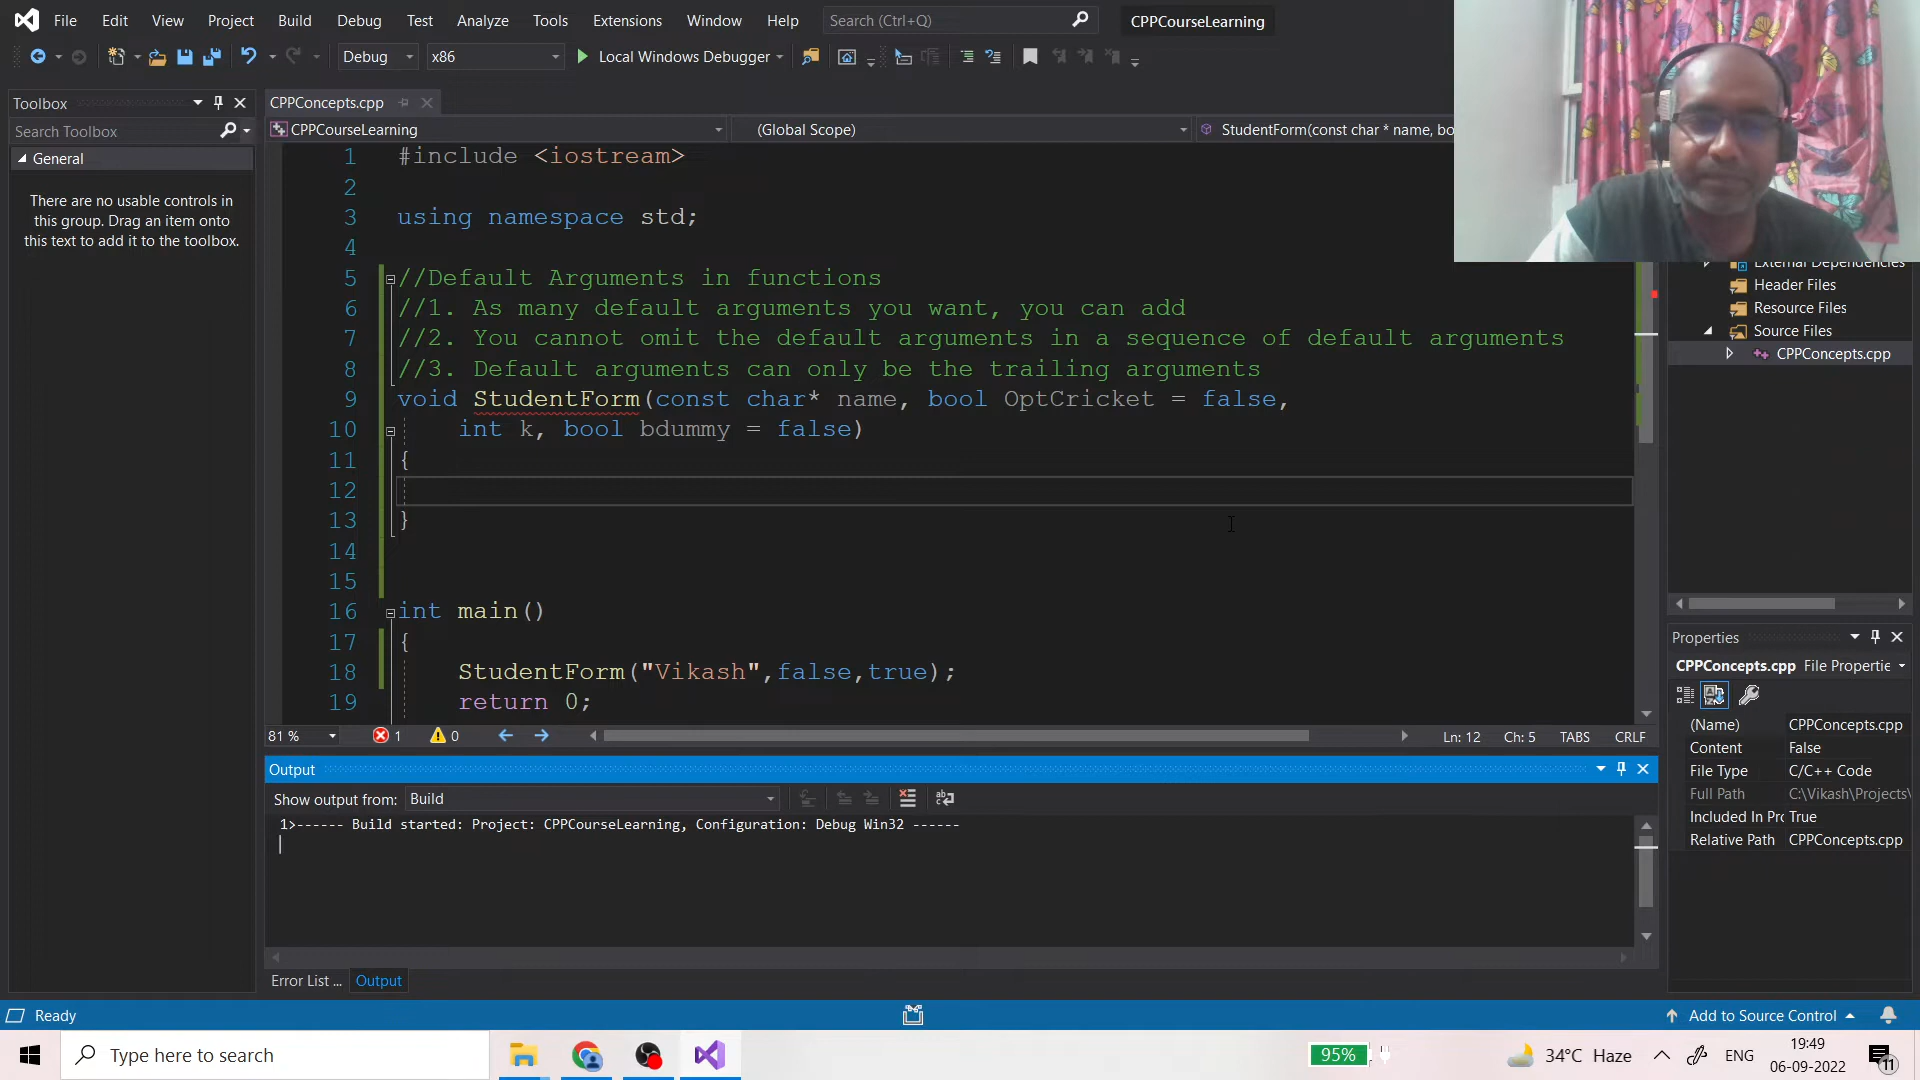 File Edit View Project Build Debug Test Analyze Tools Extensions Window Help Search (Ctrl+Q) CPPCourseLearning
Debug x86 Local Windows Debugger
Toolbox
Search Toolbox
General
There are no usable controls in
this group. Drag an item onto
this text to add it to the toolbox.
CPPConcepts.cpp
CPPCourseLearning (Global Scope) StudentForm(const char * name, bo
1 #include <iostream>
2
3 using namespace std;
4
5 //Default Arguments in functions
6 //1. As many default arguments you want, you can add
7 //2. You cannot omit the default arguments in a sequence of default arguments
8 //3. Default arguments can only be the trailing arguments
9 void StudentForm(const char* name, bool OptCricket = false,
10 int k, bool bdummy = false)
11 {
12
13 }
14
15
16 int main()
17 {
18 StudentForm("Vikash",false,true);
19 return 0;
81 % 1 0 Ln: 12 Ch: 5 TABS CRLF
Output
Show output from: Build
1>------ Build started: Project: CPPCourseLearning, Configuration: Debug Win32 ------
Error List ... Output
External Dependencies
Header Files
Resource Files
Source Files
CPPConcepts.cpp
Properties
CPPConcepts.cpp File Propertie
(Name) CPPConcepts.cpp
Content False
File Type C/C++ Code
Full Path C:\Vikash\Projects\
Included In Prc True
Relative Path CPPConcepts.cpp
Ready Add to Source Control
Type here to search 95% 34°C Haze ENG 19:49
06-09-2022 11